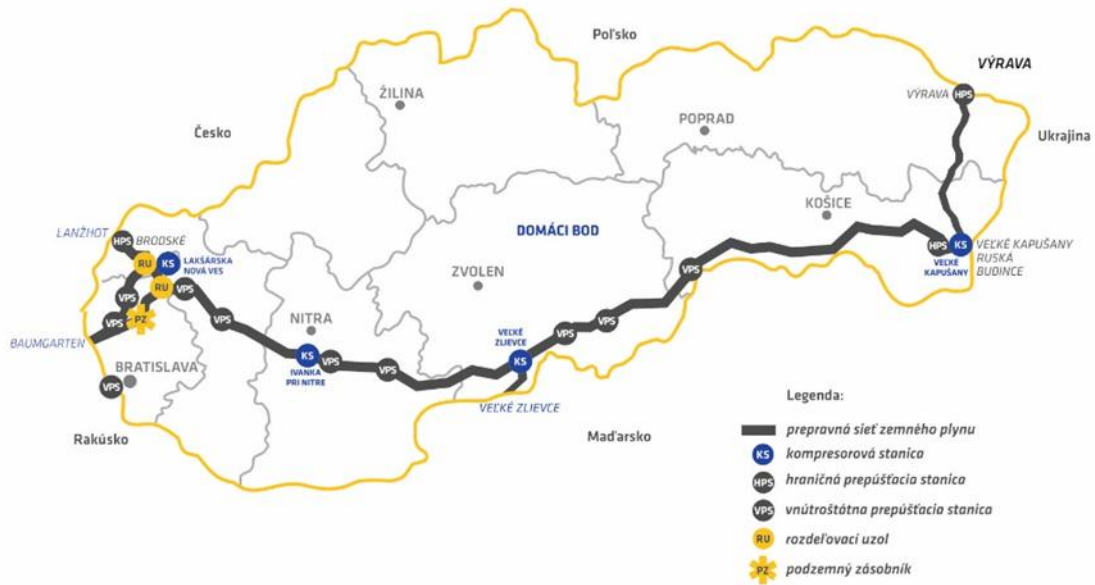 Poľsko
VÝRAVA
VÝRAVA
HPS
ŽILINA
POPRAD
Česko
Ukrajina
KOŠICE
LANŽHOT
HPS
BRODSKÉ
DOMÁCI BOD
RU
KS
LAKŠÁRSKA
NOVÁ VES
HPS
KS
VEĽKÉ KAPUŠANY
RUSKÁ
BUDINCE
VEĽKÉ
KAPUŠANY
ZVOLEN
VPS
RU
VPS
VPS
VPS
PZ
VPS
NITRA
BAUMGARTEN
VPS
VPS
VEĽKÉ
ZLIEVCE
KS
KS
VPS
VPS
IVANKA
PRI NITRE
BRATISLAVA
VPS
VEĽKÉ ZLIEVCE
Rakúsko
Maďarsko
Legenda:
prepravná sieť zemného plynu
KS kompresorová stanica
HPS hraničná prepúšťacia stanica
VPS vnútroštátna prepúšťacia stanica
RU rozdeľovací uzol
PZ podzemný zásobník